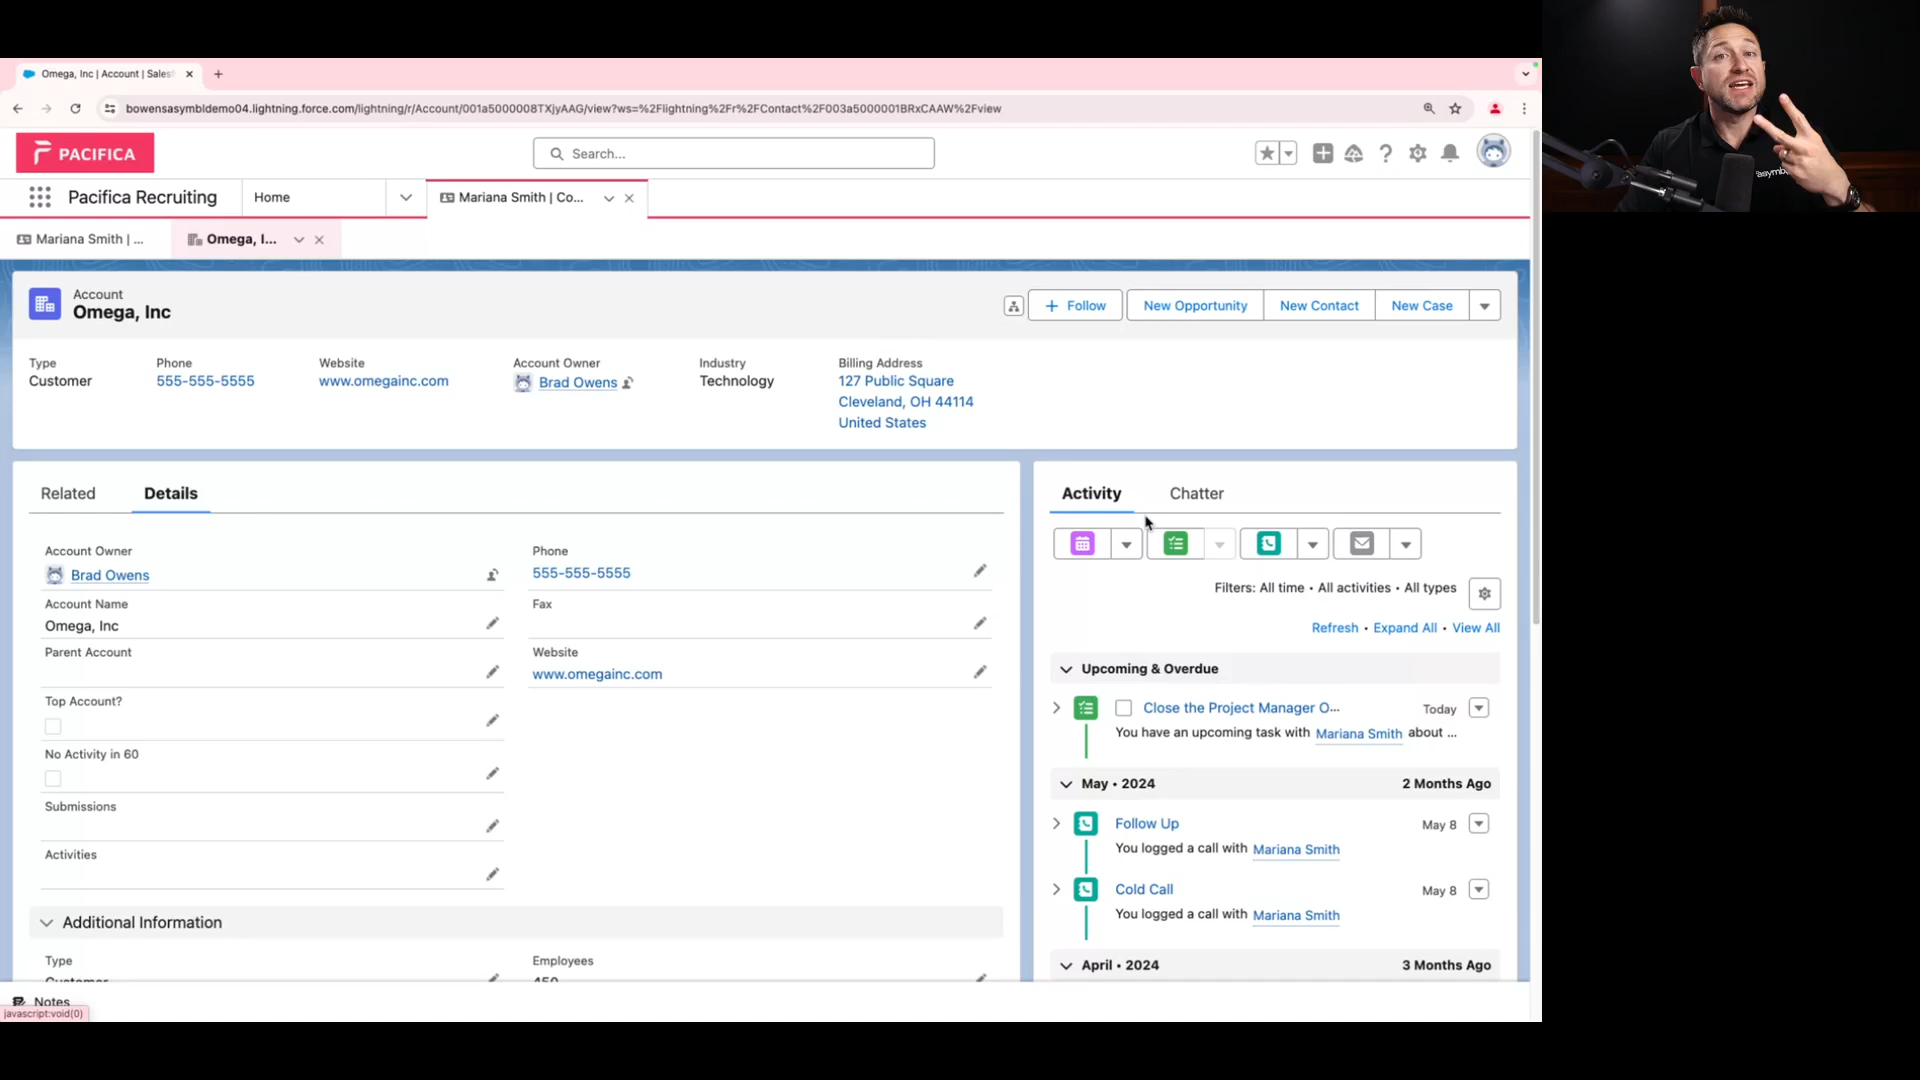 Omega, Inc | Account | Sales
bowensasymbldemo04.lightning.force.com/lightning/r/Account/001a5000008TXjyAAG/view?ws=%2Flightning%2Fr%2FContact%2F003a5000001BRxCAAW%2Fview
PACIFICA
Search...
Pacifica Recruiting
Home
Mariana Smith | Co...
Mariana Smith | ...
Omega, I...
Account
Omega, Inc
Follow
New Opportunity
New Contact
New Case
Type
Customer
Phone
555-555-5555
Website
www.omegainc.com
Account Owner
Brad Owens
Industry
Technology
Billing Address
127 Public Square
Cleveland, OH 44114
United States
Related
Details
Account Owner
Brad Owens
Phone
555-555-5555
Account Name
Omega, Inc
Fax
Parent Account
Website
www.omegainc.com
Top Account?
No Activity in 60
Submissions
Activities
Additional Information
Type
Customer
Employees
450
Notes
javascript:void(0)
Activity
Chatter
Filters: All time • All activities • All types
Refresh • Expand All • View All
Upcoming & Overdue
Close the Project Manager O...
Today
You have an upcoming task with Mariana Smith about ...
May • 2024
2 Months Ago
Follow Up
May 8
You logged a call with Mariana Smith
Cold Call
May 8
You logged a call with Mariana Smith
April • 2024
3 Months Ago